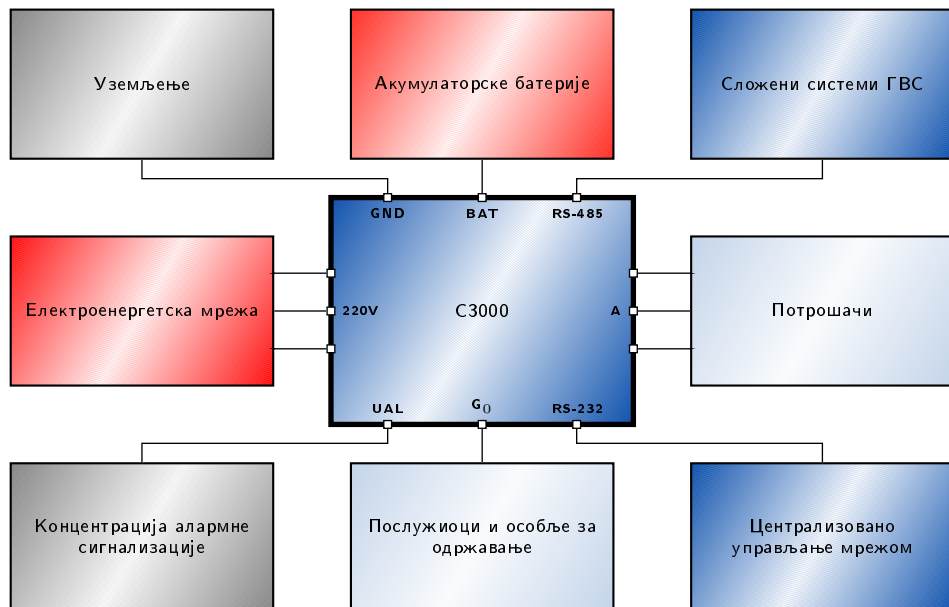 Уземљење
Акумулаторске батерије
Сложени системи ГВС
GND
BAT
RS-485
Електроенергетска мрежа
220V
С3000
A
Потрошачи
UAL
G0
RS-232
Концентрација алармне
сигнализације
Послужиоци и особље за
одржавање
Централизовано
управљање мрежом